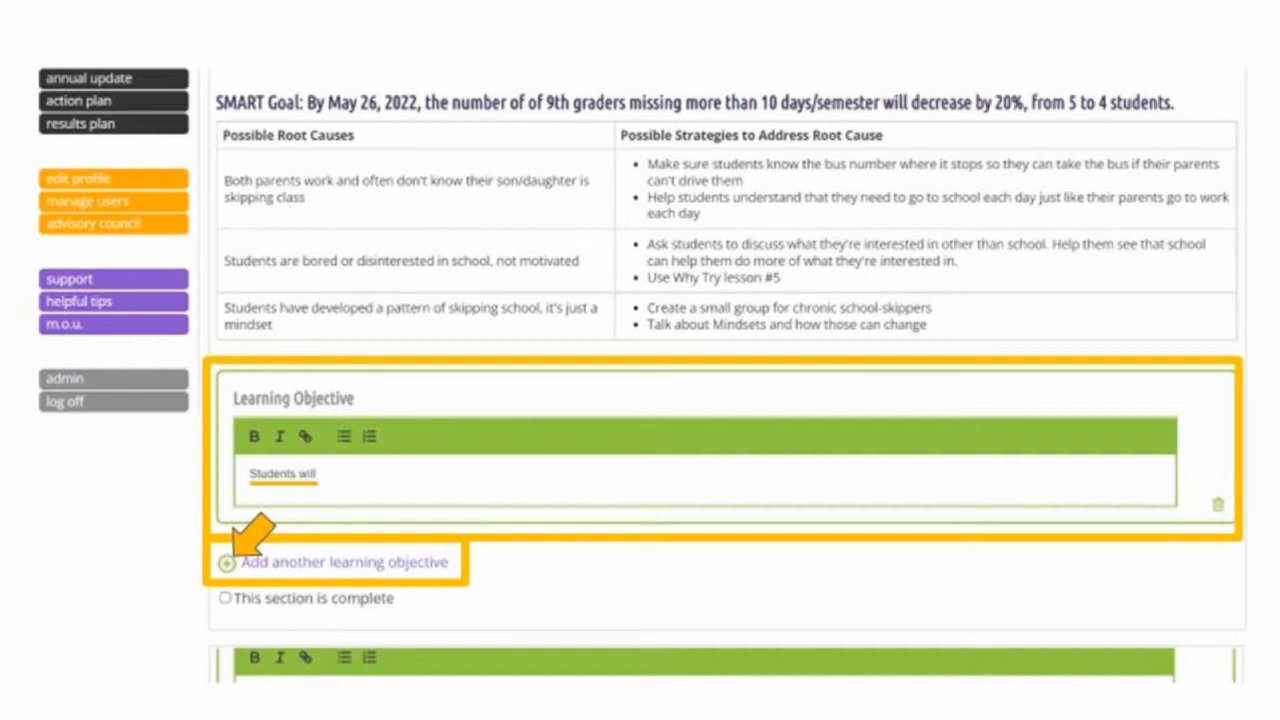 annual update
action plan
results plan
edit profile
manage users
advisory council
support
helpful tips
m.o.u.
admin
log off
SMART Goal: By May 26, 2022, the number of of 9th graders missing more than 10 days/semester will decrease by 20%, from 5 to 4 students.
Possible Root Causes
Possible Strategies to Address Root Cause
Both parents work and often don't know their son/daughter is
skipping class
• Make sure students know the bus number where it stops so they can take the bus if their parents
can't drive them
• Help students understand that they need to go to school each day just like their parents go to work
each day
Students are bored or disinterested in school, not motivated
• Ask students to discuss what they're interested in other than school. Help them see that school
can help them do more of what they're interested in.
• Use Why Try lesson #5
Students have developed a pattern of skipping school, it's just a
mindset
• Create a small group for chronic school-skippers
• Talk about Mindsets and how those can change
Learning Objective
B I
Students will
Add another learning objective
This section is complete
B I